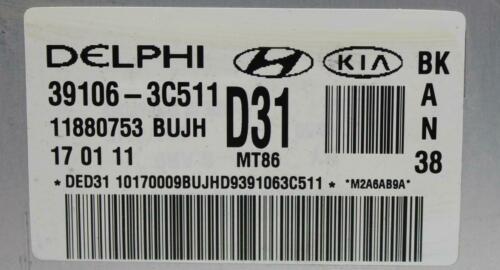 DELPHI KIA BK
39106-3C511 D31 A
11880753 BUJH N
17 01 11 MT86 38
* DED31 10170009BUJHD9391063C511 * *M2A6AB9A*